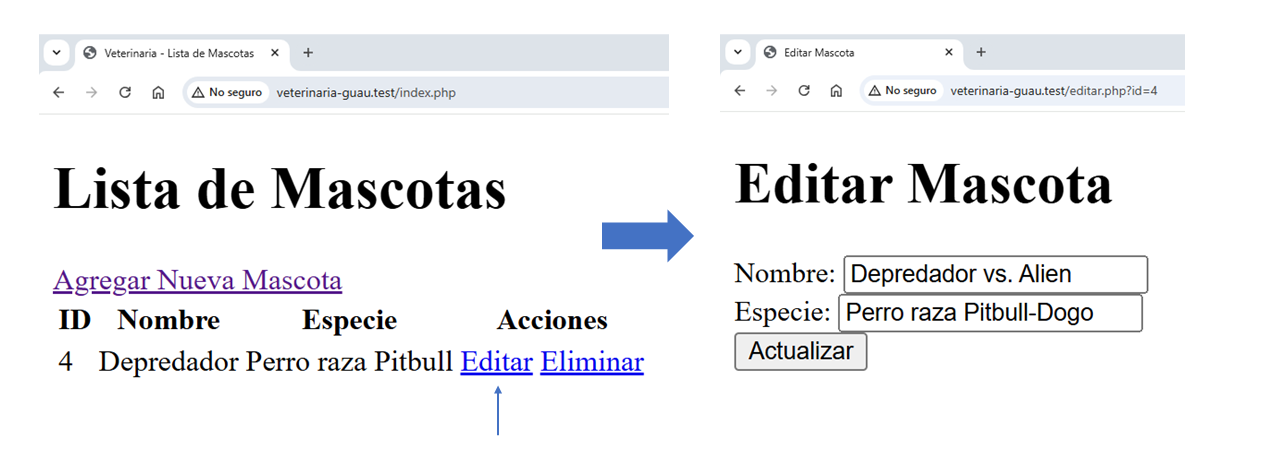 Veterinaria - Lista de Mascotas
No seguro veterinaria-guau.test/index.php
Lista de Mascotas
Agregar Nueva Mascota
ID Nombre Especie Acciones
4 Depredador Perro raza Pitbull Editar Eliminar
Editar Mascota
No seguro veterinaria-guau.test/editar.php?id=4
Editar Mascota
Nombre: Depredador vs. Alien
Especie: Perro raza Pitbull-Dogo
Actualizar